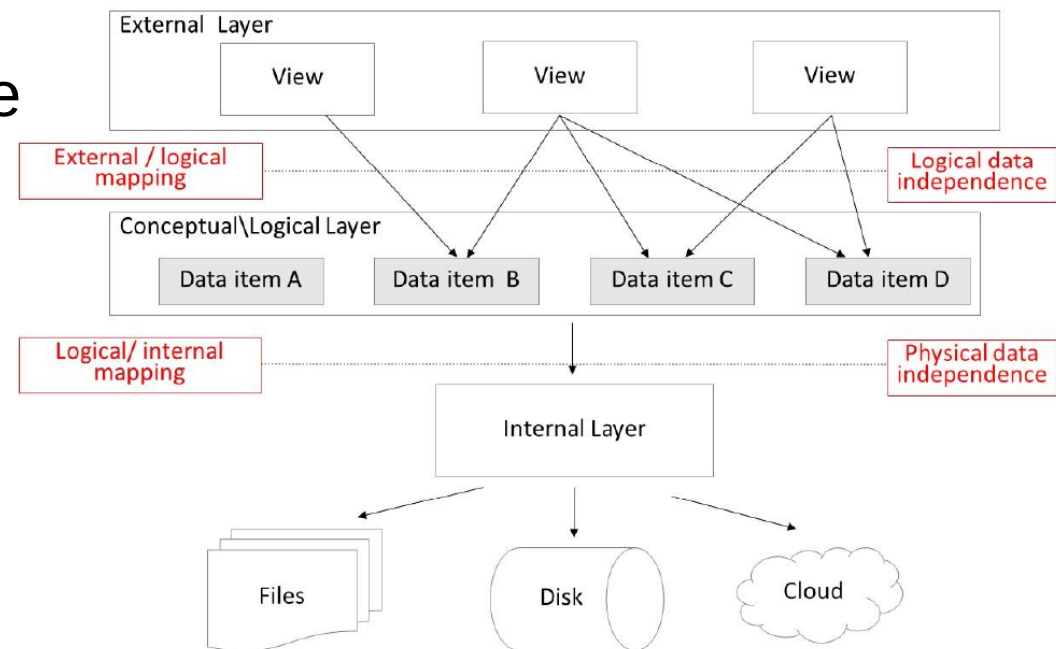 External Layer
e
View
View
View
External / logical
mapping
Logical data
independence
Conceptual\Logical Layer
Data item A
Data item B
Data item C
Data item D
Logical/ internal
mapping
Physical data
independence
Internal Layer
Files
Disk
Cloud